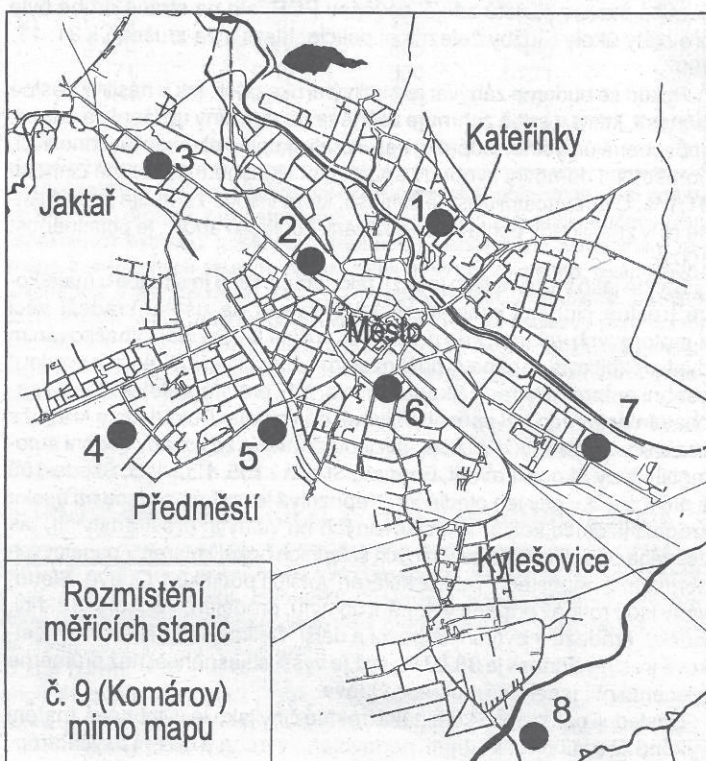 Kateřinky
3
Jaktař
1
2
Město
6
4
5
Předměstí
Kylešovice
8
Rozmístění
měřicích stanic
č. 9 (Komárov)
mimo mapu